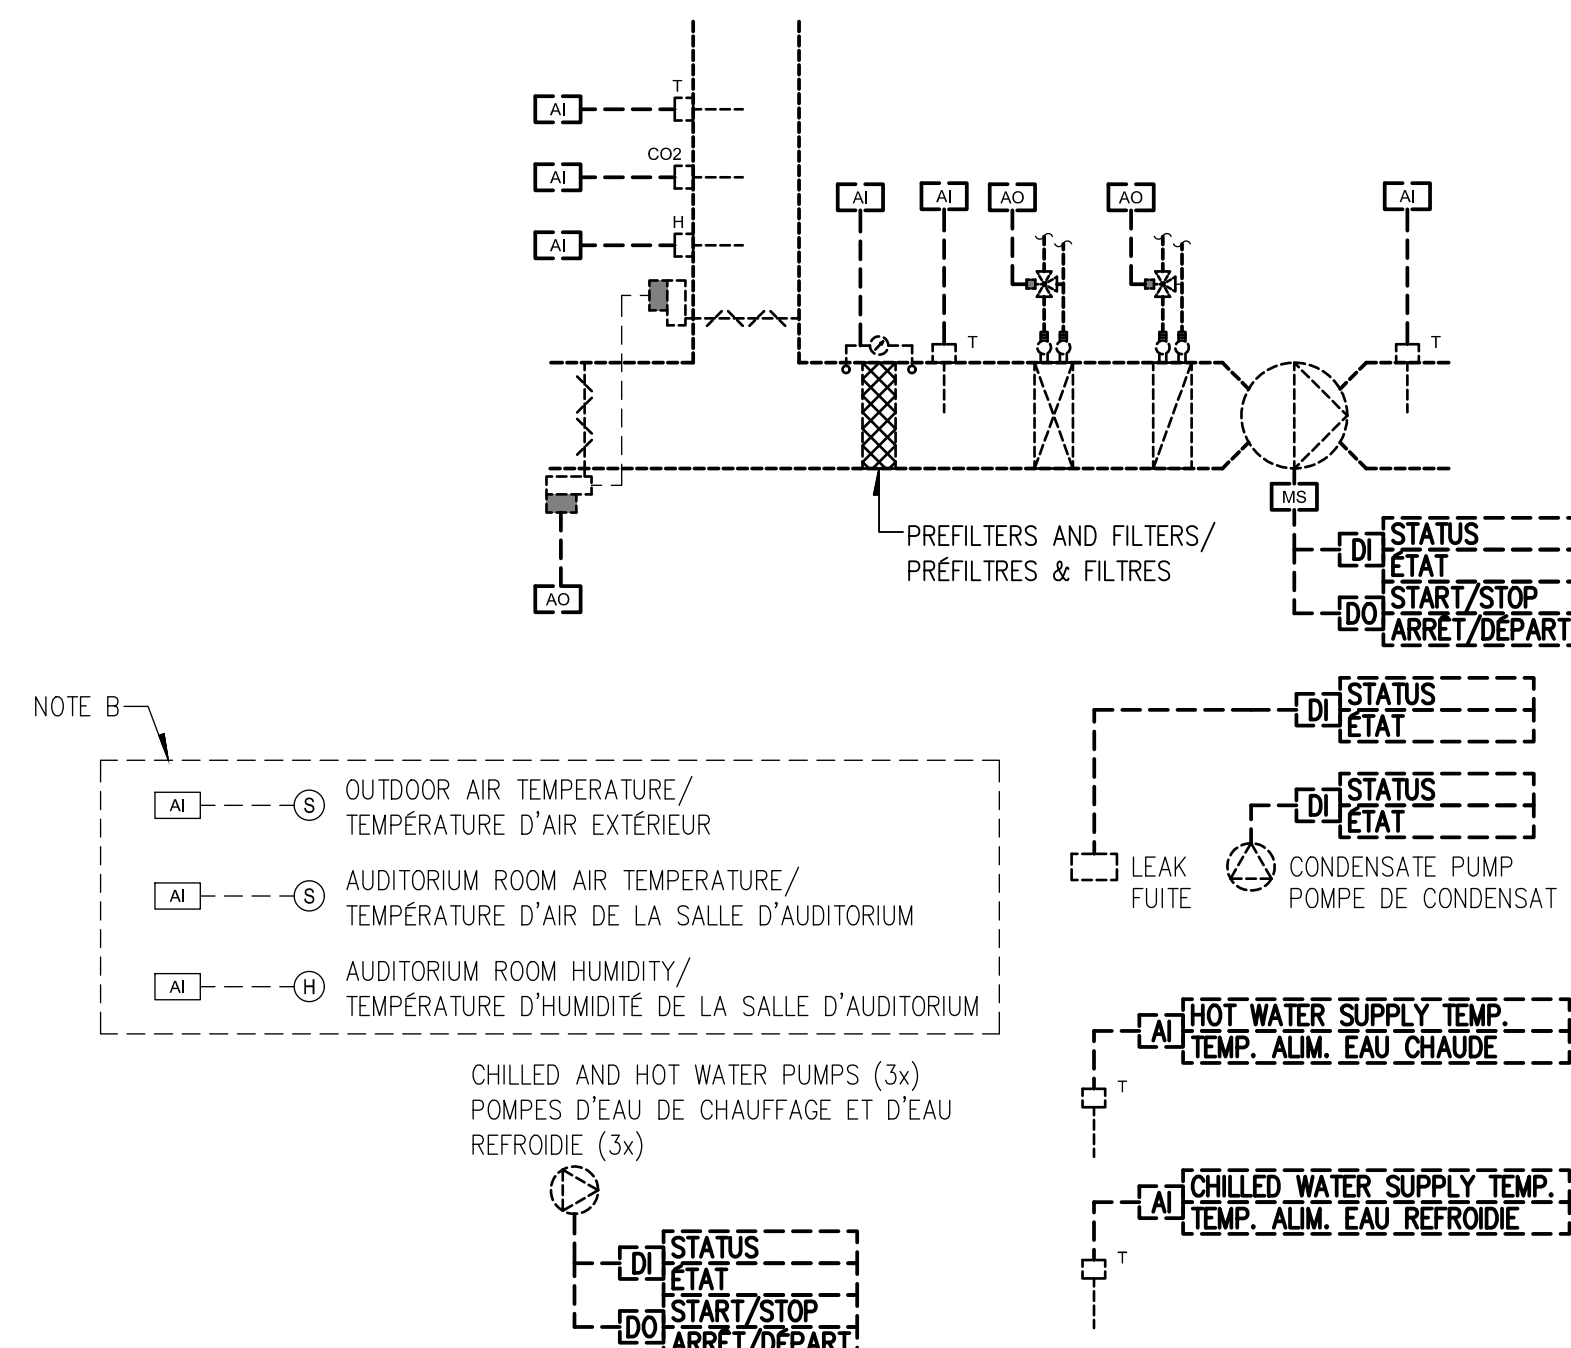 T
AI
CO2
AI
H
AI
AI
AI
AO
AO
AI
T
T
MS
PREFILTERS AND FILTERS/
PRÉFILTRES & FILTRES
DI
STATUS
ÉTAT
DO
START/STOP
ARRÊT/DÉPART
AO
NOTE B
AI
S
OUTDOOR AIR TEMPERATURE/
TEMPÉRATURE D'AIR EXTÉRIEUR
AI
S
AUDITORIUM ROOM AIR TEMPERATURE/
TEMPÉRATURE D'AIR DE LA SALLE D'AUDITORIUM
AI
H
AUDITORIUM ROOM HUMIDITY/
TEMPÉRATURE D'HUMIDITÉ DE LA SALLE D'AUDITORIUM
DI
STATUS
ÉTAT
DI
STATUS
ÉTAT
LEAK
FUITE
CONDENSATE PUMP
POMPE DE CONDENSAT
AI
HOT WATER SUPPLY TEMP.
TEMP. ALIM. EAU CHAUDE
T
AI
CHILLED WATER SUPPLY TEMP.
TEMP. ALIM. EAU REFROIDIE
T
CHILLED AND HOT WATER PUMPS (3x)
POMPES D'EAU DE CHAUFFAGE ET D'EAU
REFROIDIE (3x)
DI
STATUS
ÉTAT
DO
START/STOP
ARRÊT/DÉPART